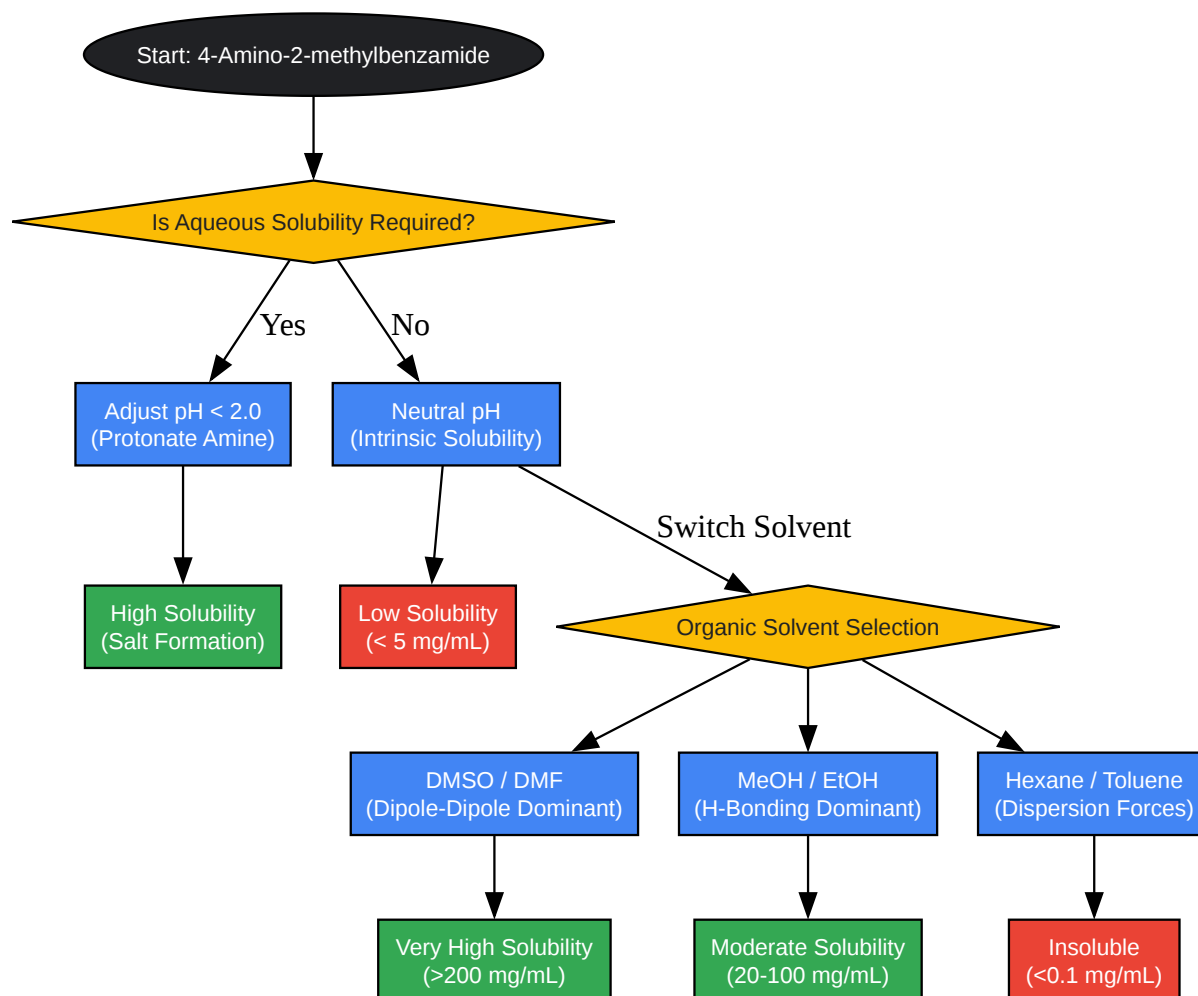 Start: 4-Amino-2-methylbenzamide
Is Aqueous Solubility Required?
Yes
No
Adjust pH < 2.0
(Protonate Amine)
Neutral pH
(Intrinsic Solubility)
Switch Solvent
High Solubility
(Salt Formation)
Low Solubility
(< 5 mg/mL)
Organic Solvent Selection
DMSO / DMF
(Dipole-Dipole Dominant)
MeOH / EtOH
(H-Bonding Dominant)
Hexane / Toluene
(Dispersion Forces)
Very High Solubility
(>200 mg/mL)
Moderate Solubility
(20-100 mg/mL)
Insoluble
(<0.1 mg/mL)